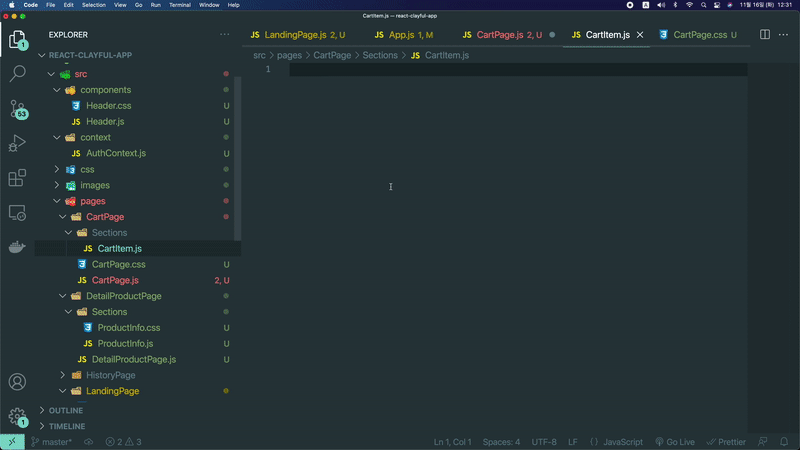 Code File Edit Selection View Go Run Terminal Window Help A 11월 16일 (화) 12:31
CartItem.js — react-clayful-app
EXPLORER ···
LandingPage.js 2, U
App.js 1, M
CartPage.js 2, U
CartItem.js
CartPage.css U
src > pages > CartPage > Sections > JS CartItem.js
1
1
REACT-CLAYFUL-APP
src
components
Header.css U
JS Header.js U
context
JS AuthContext.js U
css
images
pages
CartPage
Sections
JS CartItem.js
CartPage.css U
JS CartPage.js 2, U
DetailProductPage
Sections
ProductInfo.css U
JS ProductInfo.js U
JS DetailProductPage.js U
HistoryPage
LandingPage
OUTLINE
TIMELINE
53
1
master* 2 3 Ln 1, Col 1 Spaces: 4 UTF-8 LF {} JavaScript Go Live Prettier